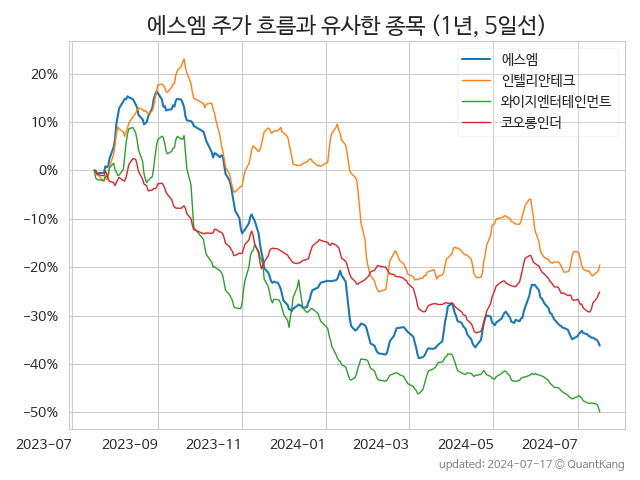 에스엠 주가 흐름과 유사한 종목 (1년, 5일선)
에스엠
인텔리안테크
와이지엔터테인먼트
코오롱인더
20%
10%
0%
−10%
−20%
−30%
−40%
−50%
2023-07 2023-09 2023-11 2024-01 2024-03 2024-05 2024-07
updated: 2024-07-17 © QuantKang